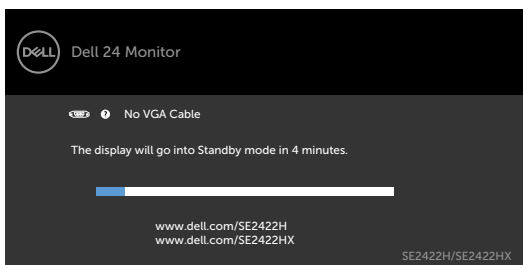 DELL
Dell 24 Monitor
? No VGA Cable
The display will go into Standby mode in 4 minutes.
www.dell.com/SE2422H
www.dell.com/SE2422HX
SE2422H/SE2422HX